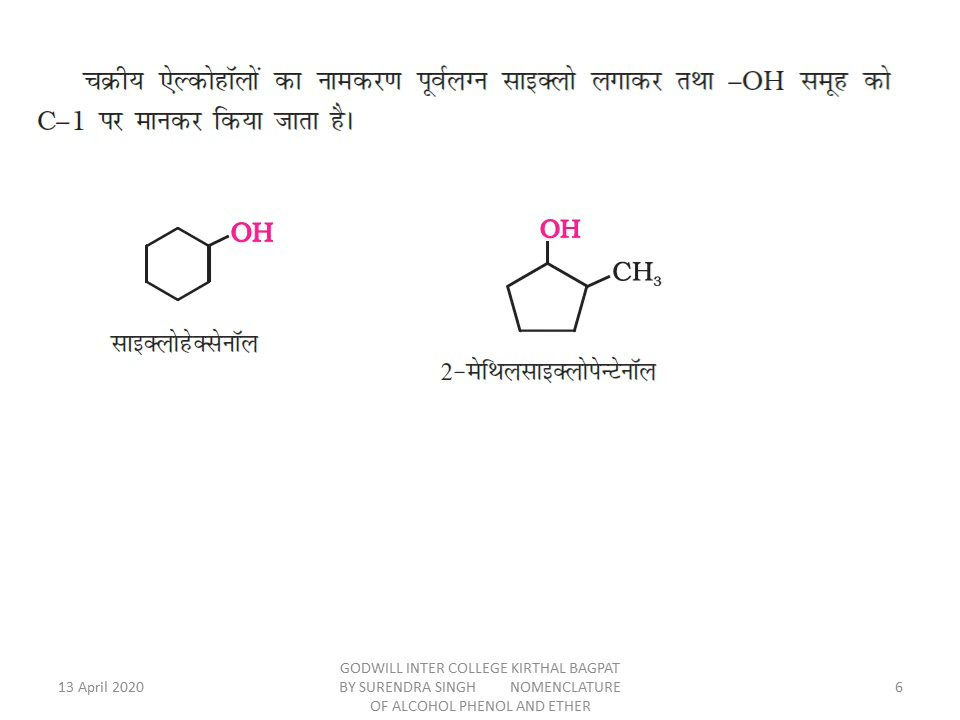 चक्रीय ऐल्कोहॉलों का नामकरण पूर्वलग्न साइक्लो लगाकर तथा –OH समूह को
C–1 पर मानकर किया जाता है।
OH
OH
CH₃
साइक्लोहेक्सेनॉल
2-मेथिलसाइक्लोपेन्टेनॉल
13 April 2020
GODWILL INTER COLLEGE KIRTHAL BAGPAT
BY SURENDRA SINGH NOMENCLATURE
OF ALCOHOL PHENOL AND ETHER
6